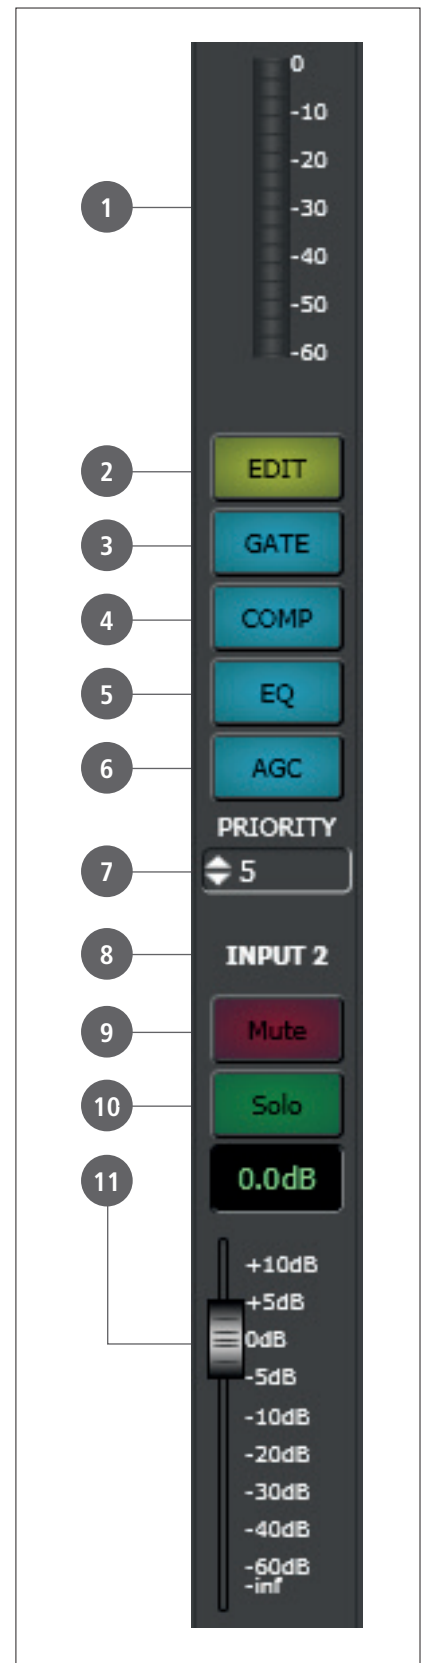 0
-10
-20
1
-30
-40
-50
-60
2 EDIT
3 GATE
4 COMP
5 EQ
6 AGC
PRIORITY
7 5
8 INPUT 2
9 Mute
10 Solo
11 0.0dB
+10dB
+5dB
0dB
-5dB
-10dB
-20dB
-30dB
-40dB
-60dB
-inf